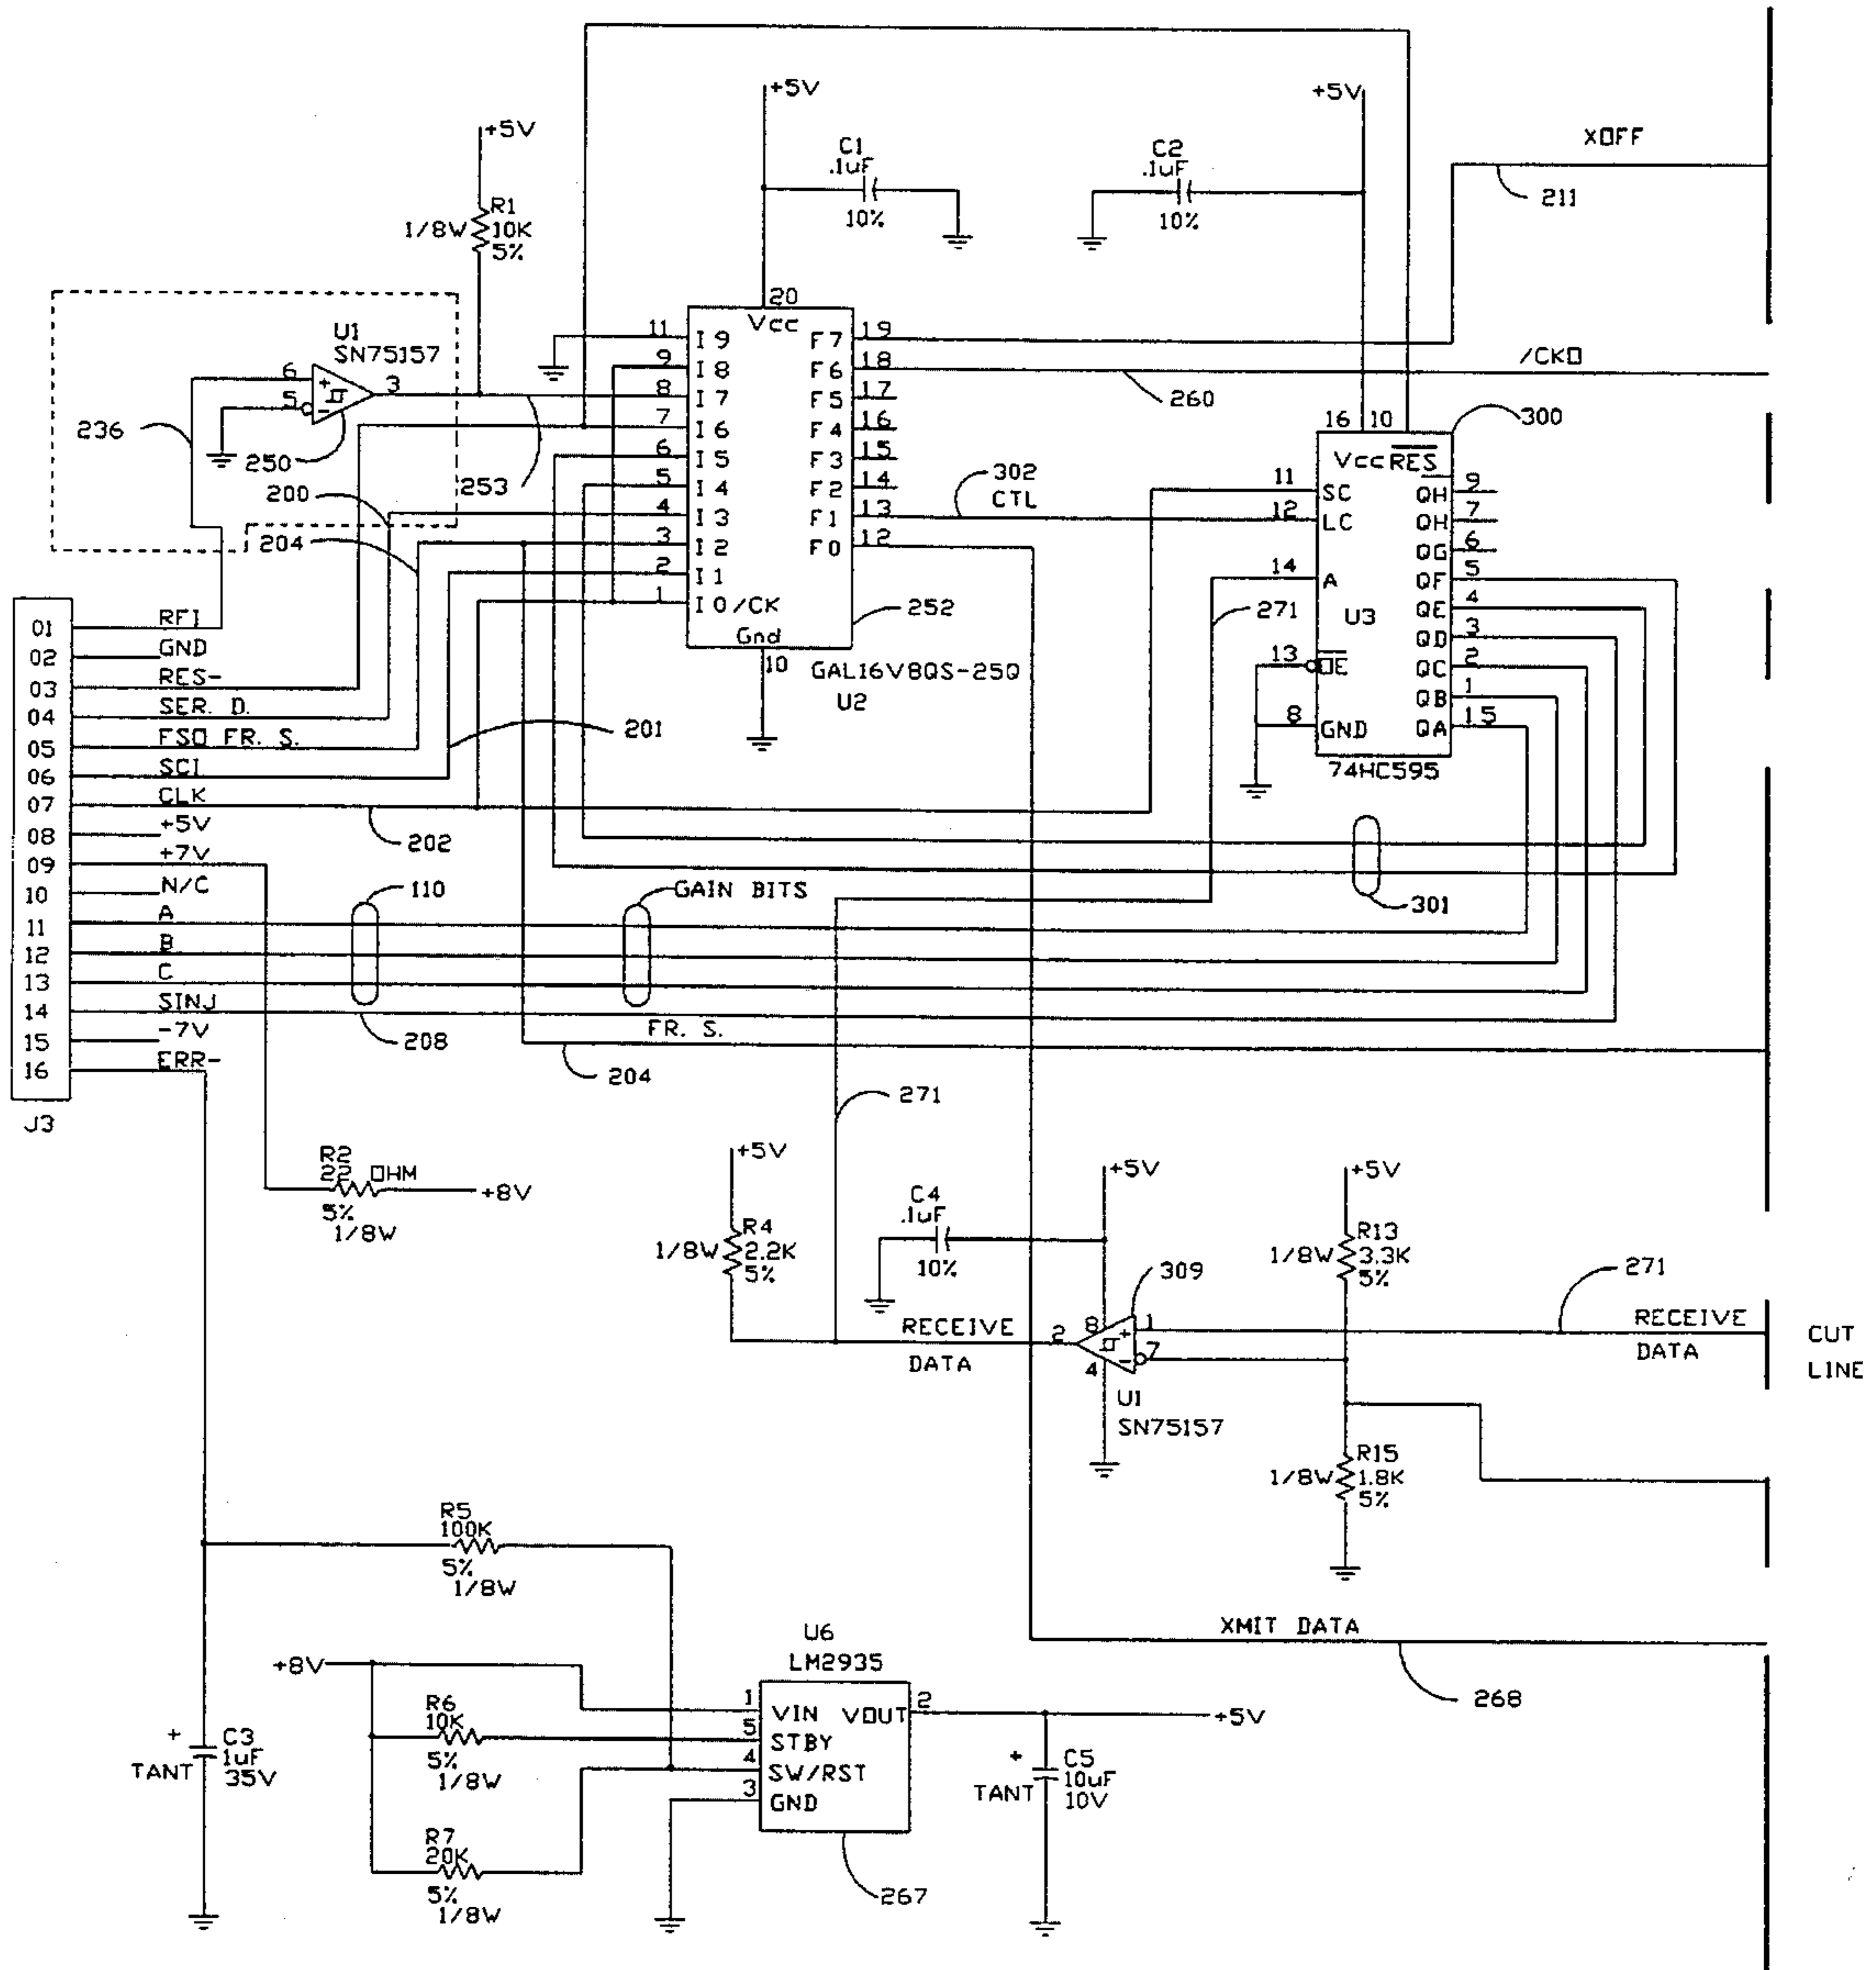 +5V
+5V
+5V
XOFF
211
C1
.1uF
10%
C2
.1uF
10%
R1
1/8W 10K
5%
U1
SN75157
6
5
3
+
-
236
250
253
200
204
20
Vcc
11 I9
9 I8
8 I7
7 I6
6 I5
5 I4
4 I3
3 I2
2 I1
1 I0/CK
F7 19
F6 18
F5 17
F4 16
F3 15
F2 14
F1 13
F0 12
Gnd
10
252
GAL16V8QS-25Q
U2
/CKO
260
302
CTL
300
16 10
Vcc RES
11 SC
12 LC
14 A
U3
13 OE
8 GND
QH 9
QH 7
QG 6
QF 5
QE 4
QD 3
QC 2
QB 1
QA 15
74HC595
271
01 RFI
02 GND
03 RES-
04 SER. D.
05 FSO FR. S.
06 SCI
07 CLK
08 +5V
09 +7V
10 N/C
11 A
12 B
13 C
14 SINJ
15 -7V
16 ERR-
J3
201
202
110
GAIN BITS
301
208
FR. S.
204
271
R2
22 OHM
5%
1/8W
+8V
+5V
R4
1/8W 2.2K
5%
C4
.1uF
10%
+5V
309
RECEIVE
DATA
2
8
4
+
-
1
7
U1
SN75157
+5V
R13
1/8W 3.3K
5%
271
RECEIVE
DATA
CUT
LINE
R15
1/8W 1.8K
5%
R5
100K
5%
1/8W
XMIT DATA
268
U6
LM2935
+8V
1 VIN
5 STBY
4 SW/RST
3 GND
VOUT 2
+5V
R6
10K
5%
1/8W
R7
20K
5%
1/8W
+
C3
1uF
35V
TANT
+
C5
10uF
10V
TANT
267